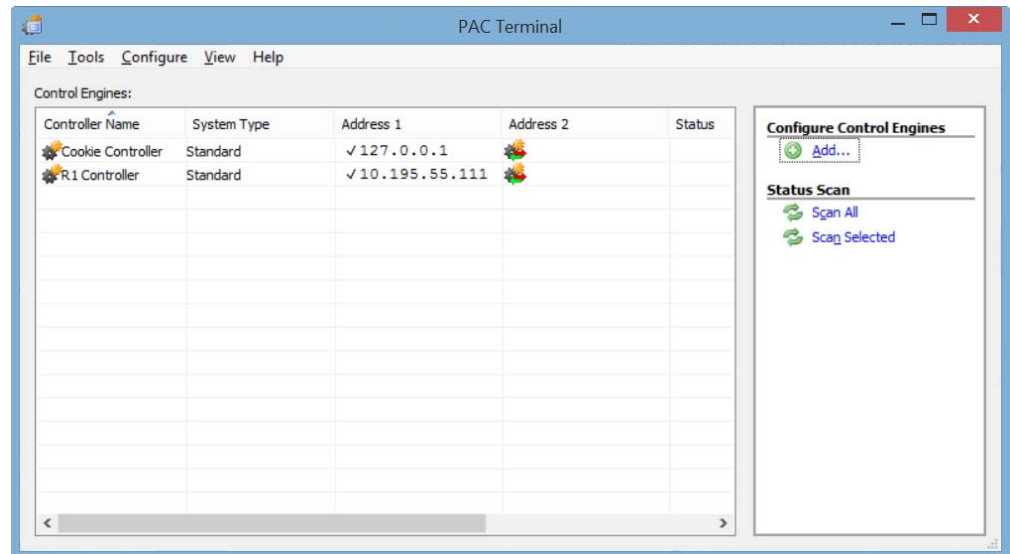 PAC Terminal
File Tools Configure View Help
Control Engines:
Controller Name System Type Address 1 Address 2 Status
Cookie Controller Standard ✓127.0.0.1
R1 Controller Standard ✓10.195.55.111
Configure Control Engines
Add...
Status Scan
Scan All
Scan Selected